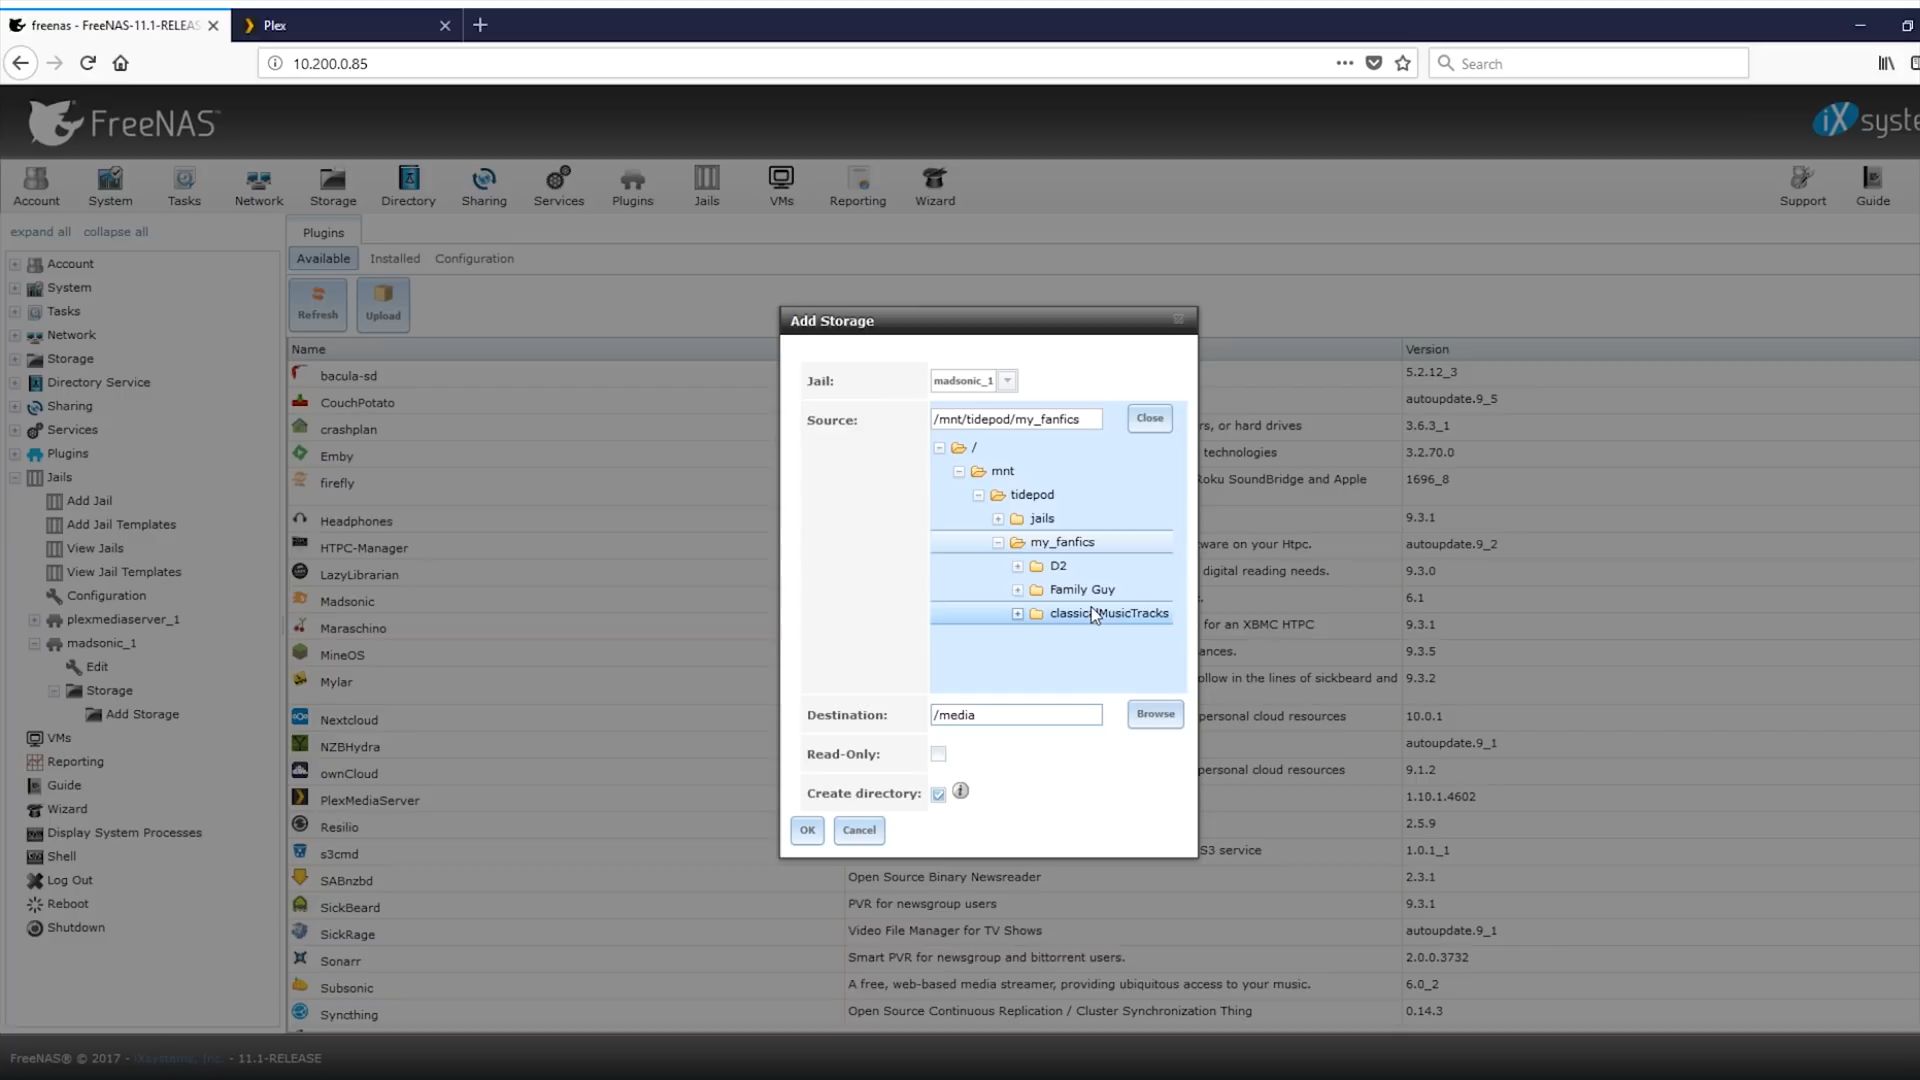 freenas - FreeNAS-11.1-RELEAS
Plex
10.200.0.85
Search
FreeNAS
iX syste
Account
System
Tasks
Network
Storage
Directory
Sharing
Services
Plugins
Jails
VMs
Reporting
Wizard
Support
Guide
expand all
collapse all
Account
System
Tasks
Network
Storage
Directory Service
Sharing
Services
Plugins
Jails
Add Jail
Add Jail Templates
View Jails
View Jail Templates
Configuration
plexmediaserver_1
madsonic_1
Edit
Storage
Add Storage
VMs
Reporting
Guide
Wizard
Display System Processes
Shell
Log Out
Reboot
Shutdown
Plugins
Available
Installed
Configuration
Refresh
Upload
Name
Version
bacula-sd
5.2.12_3
CouchPotato
autoupdate.9_5
crashplan
rs, or hard drives
3.6.3_1
Emby
technologies
3.2.70.0
firefly
Roku SoundBridge and Apple
1696_8
Headphones
9.3.1
HTPC-Manager
tware on your Htpc.
autoupdate.9_2
LazyLibrarian
digital reading needs.
9.3.0
Madsonic
6.1
Maraschino
for an XBMC HTPC
9.3.1
MineOS
ances.
9.3.5
Mylar
ollow in the lines of sickbeard and
9.3.2
Nextcloud
personal cloud resources
10.0.1
NZBHydra
autoupdate.9_1
ownCloud
personal cloud resources
9.1.2
PlexMediaServer
1.10.1.4602
Resilio
2.5.9
s3cmd
S3 service
1.0.1_1
SABnzbd
Open Source Binary Newsreader
2.3.1
SickBeard
PVR for newsgroup users
9.3.1
SickRage
Video File Manager for TV Shows
autoupdate.9_1
Sonarr
Smart PVR for newsgroup and bittorrent users.
2.0.0.3732
Subsonic
A free, web-based media streamer, providing ubiquitous access to your music.
6.0_2
Syncthing
Open Source Continuous Replication / Cluster Synchronization Thing
0.14.3
Add Storage
Jail:
madsonic_1
Source:
/mnt/tidepod/my_fanfics
Close
/
mnt
tidepod
jails
my_fanfics
D2
Family Guy
classicalMusicTracks
Destination:
/media
Browse
Read-Only:
Create directory:
OK
Cancel
FreeNAS® © 2017 - iXsystems, Inc. - 11.1-RELEASE